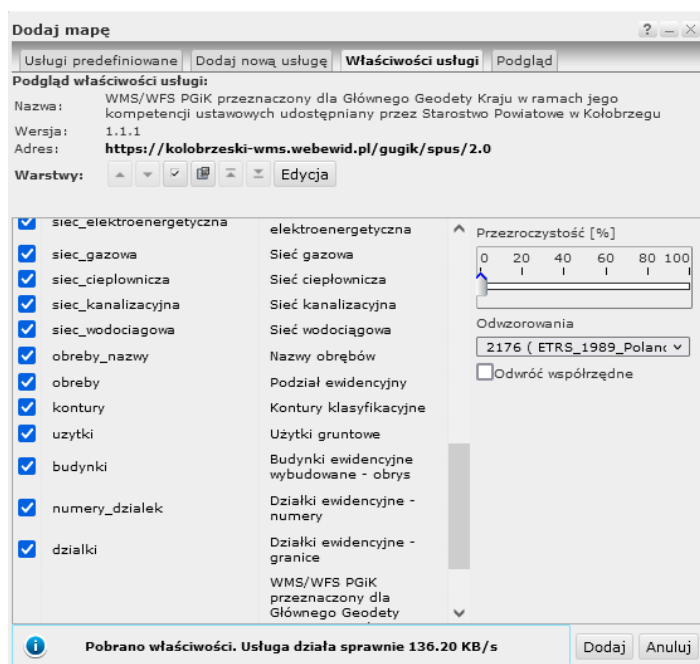 Dodaj mapę
Usługi predefiniowane Dodaj nową usługę Właściwości usługi Podgląd
Podgląd właściwości usługi:
Nazwa: WMS/WFS PGiK przeznaczony dla Głównego Geodety Kraju w ramach jego
kompetencji ustawowych udostępniany przez Starostwo Powiatowe w Kołobrzegu
Wersja: 1.1.1
Adres: https://kolobrzeski-wms.webewid.pl/gugik/spus/2.0
Warstwy: Edycja
siec_elektroenergetyczna elektroenergetyczna
siec_gazowa Sieć gazowa
siec_cieplownicza Sieć ciepłownicza
siec_kanalizacyjna Sieć kanalizacyjna
siec_wodociagowa Sieć wodociągowa
obreby_nazwy Nazwy obrębów
obreby Podział ewidencyjny
kontury Kontury klasyfikacyjne
uzytki Użytki gruntowe
budynki Budynki ewidencyjne
wybudowane - obrys
numery_dzialek Działki ewidencyjne -
numery
dzialki Działki ewidencyjne -
granice
WMS/WFS PGiK
przeznaczony dla
Głównego Geodety
Przezroczystość [%]
0 20 40 60 80 100
Odwzorowania
2176 ( ETRS_1989_Polanc
Odwróć współrzędne
Pobrano właściwości. Usługa działa sprawnie 136.20 KB/s
Dodaj Anuluj